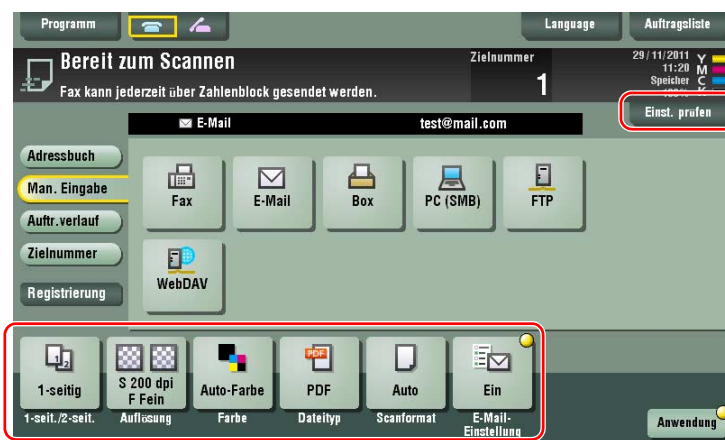 Programm
Language
Auftragsliste
Bereit zum Scannen
Fax kann jederzeit über Zahlenblock gesendet werden.
Zielnummer
1
29/11/2011
11:20
Speicher
Y
M
C
K
Einst. prüfen
E-Mail
test@mail.com
Adressbuch
Man. Eingabe
Auftr.verlauf
Zielnummer
Registrierung
Fax
E-Mail
Box
PC (SMB)
FTP
WebDAV
1-seitig
S 200 dpi
F Fein
Auto-Farbe
PDF
PDF
Auto
Ein
1-seit./2-seit.
Auflösung
Farbe
Dateityp
Scanformat
E-Mail-
Einstellung
Anwendung